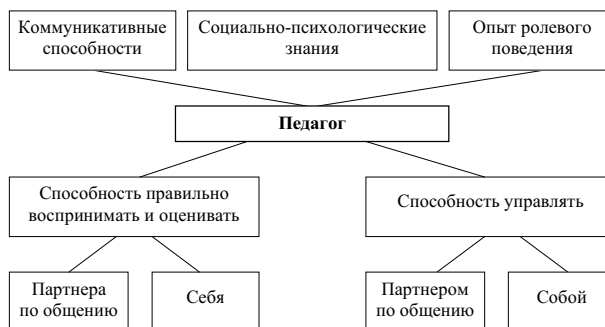 Коммуникативные
способности
Социально-психологические
знания
Опыт ролевого
поведения
Педагог
Способность правильно
воспринимать и оценивать
Способность управлять
Партнера
по общению
Себя
Партнером
по общению
Собой